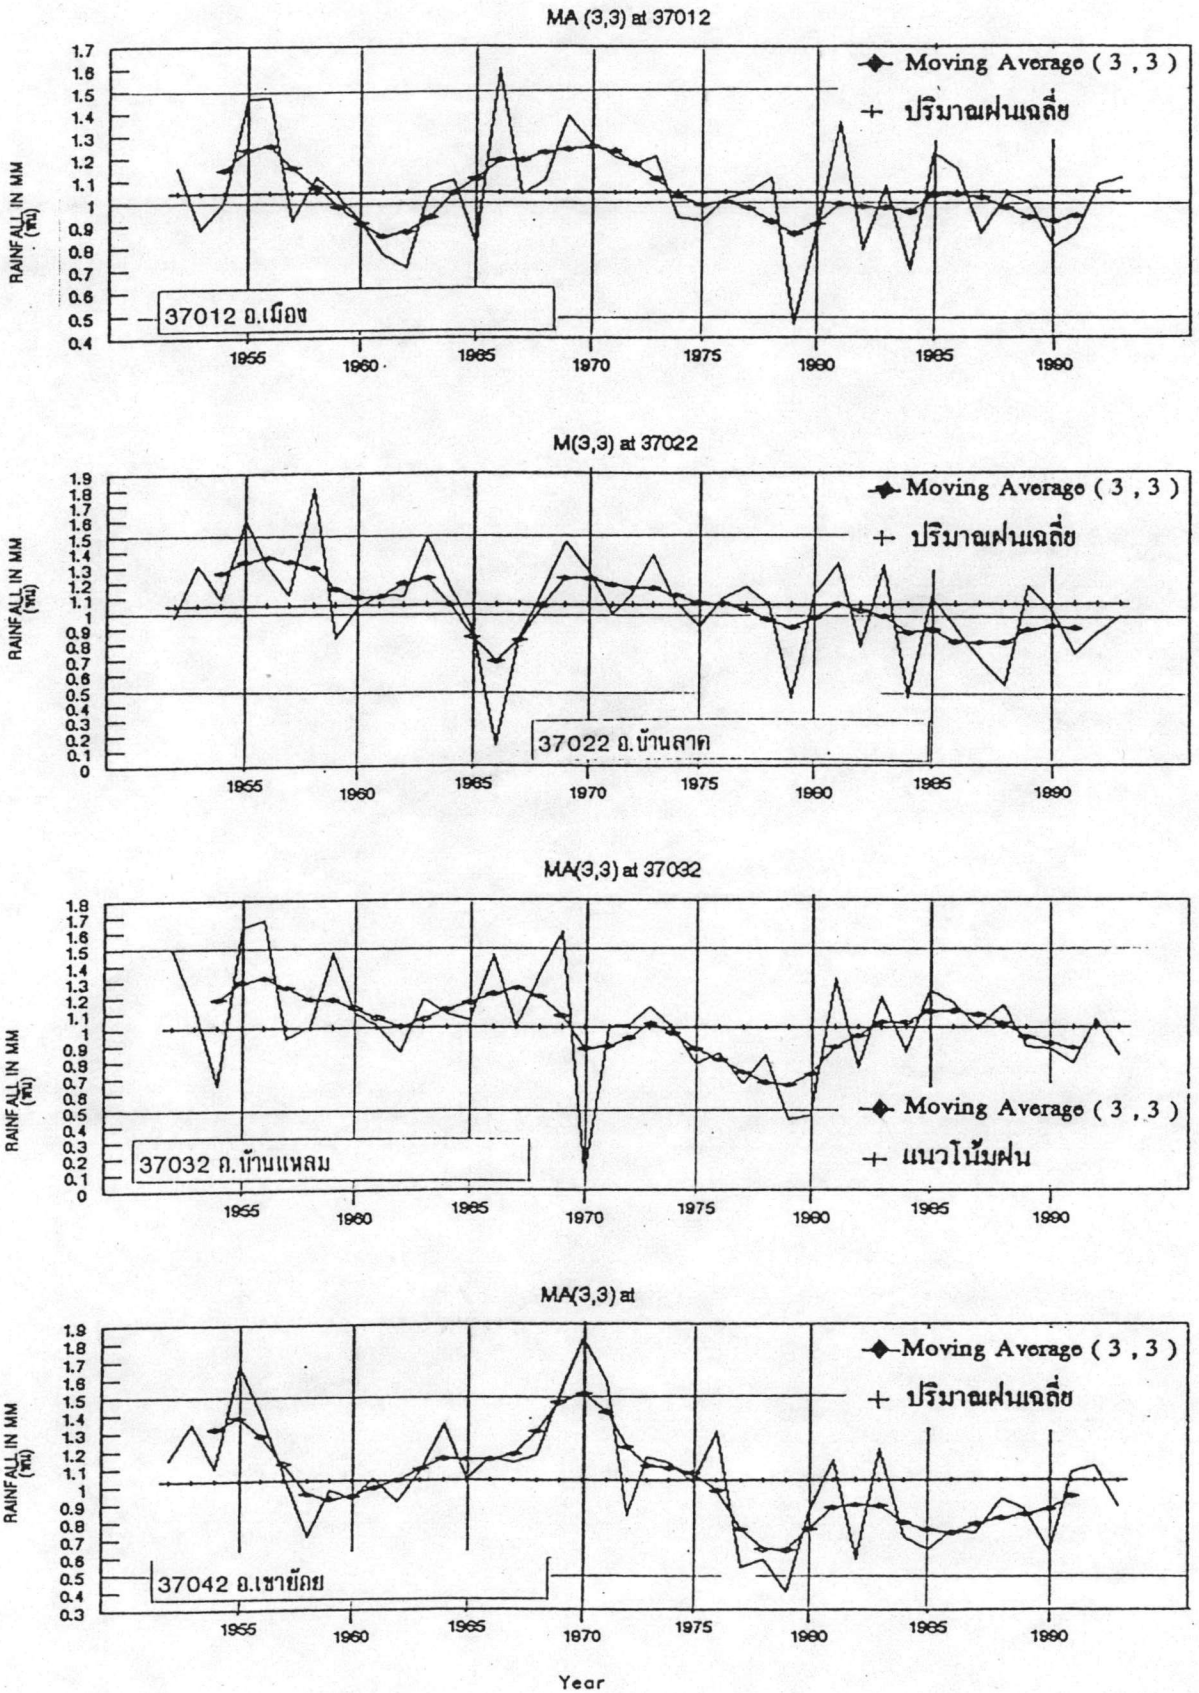 MA (3,3) at 37012
1.7
1.6
1.5
1.4
1.3
1.2
1.1
1
0.9
0.8
0.7
0.6
0.5
0.4
RAINFALL IN MM
(พัน)
Moving Average ( 3 , 3 )
ปริมาณฝนเฉลี่ย
37012 อ.เมือง
1955 1960 1965 1970 1975 1980 1985 1990
M(3,3) at 37022
1.9
1.8
1.7
1.6
1.5
1.4
1.3
1.2
1.1
1
0.9
0.8
0.7
0.6
0.5
0.4
0.3
0.2
0.1
0
RAINFALL IN MM
(พัน)
Moving Average ( 3 , 3 )
ปริมาณฝนเฉลี่ย
37022 อ.บ้านลาด
1955 1960 1965 1970 1975 1980 1985 1990
MA(3,3) at 37032
1.8
1.7
1.6
1.5
1.4
1.3
1.2
1.1
1
0.9
0.8
0.7
0.6
0.5
0.4
0.3
0.2
0.1
0
RAINFALL IN MM
(พัน)
Moving Average ( 3 , 3 )
แนวโน้มฝน
37032 อ.บ้านแหลม
1955 1960 1965 1970 1975 1980 1985 1990
MA(3,3) at
1.9
1.8
1.7
1.6
1.5
1.4
1.3
1.2
1.1
1
0.9
0.8
0.7
0.6
0.5
0.4
0.3
RAINFALL IN MM
(พัน)
Moving Average ( 3 , 3 )
ปริมาณฝนเฉลี่ย
37042 อ.เขาย้อย
1955 1960 1965 1970 1975 1980 1985 1990
Year